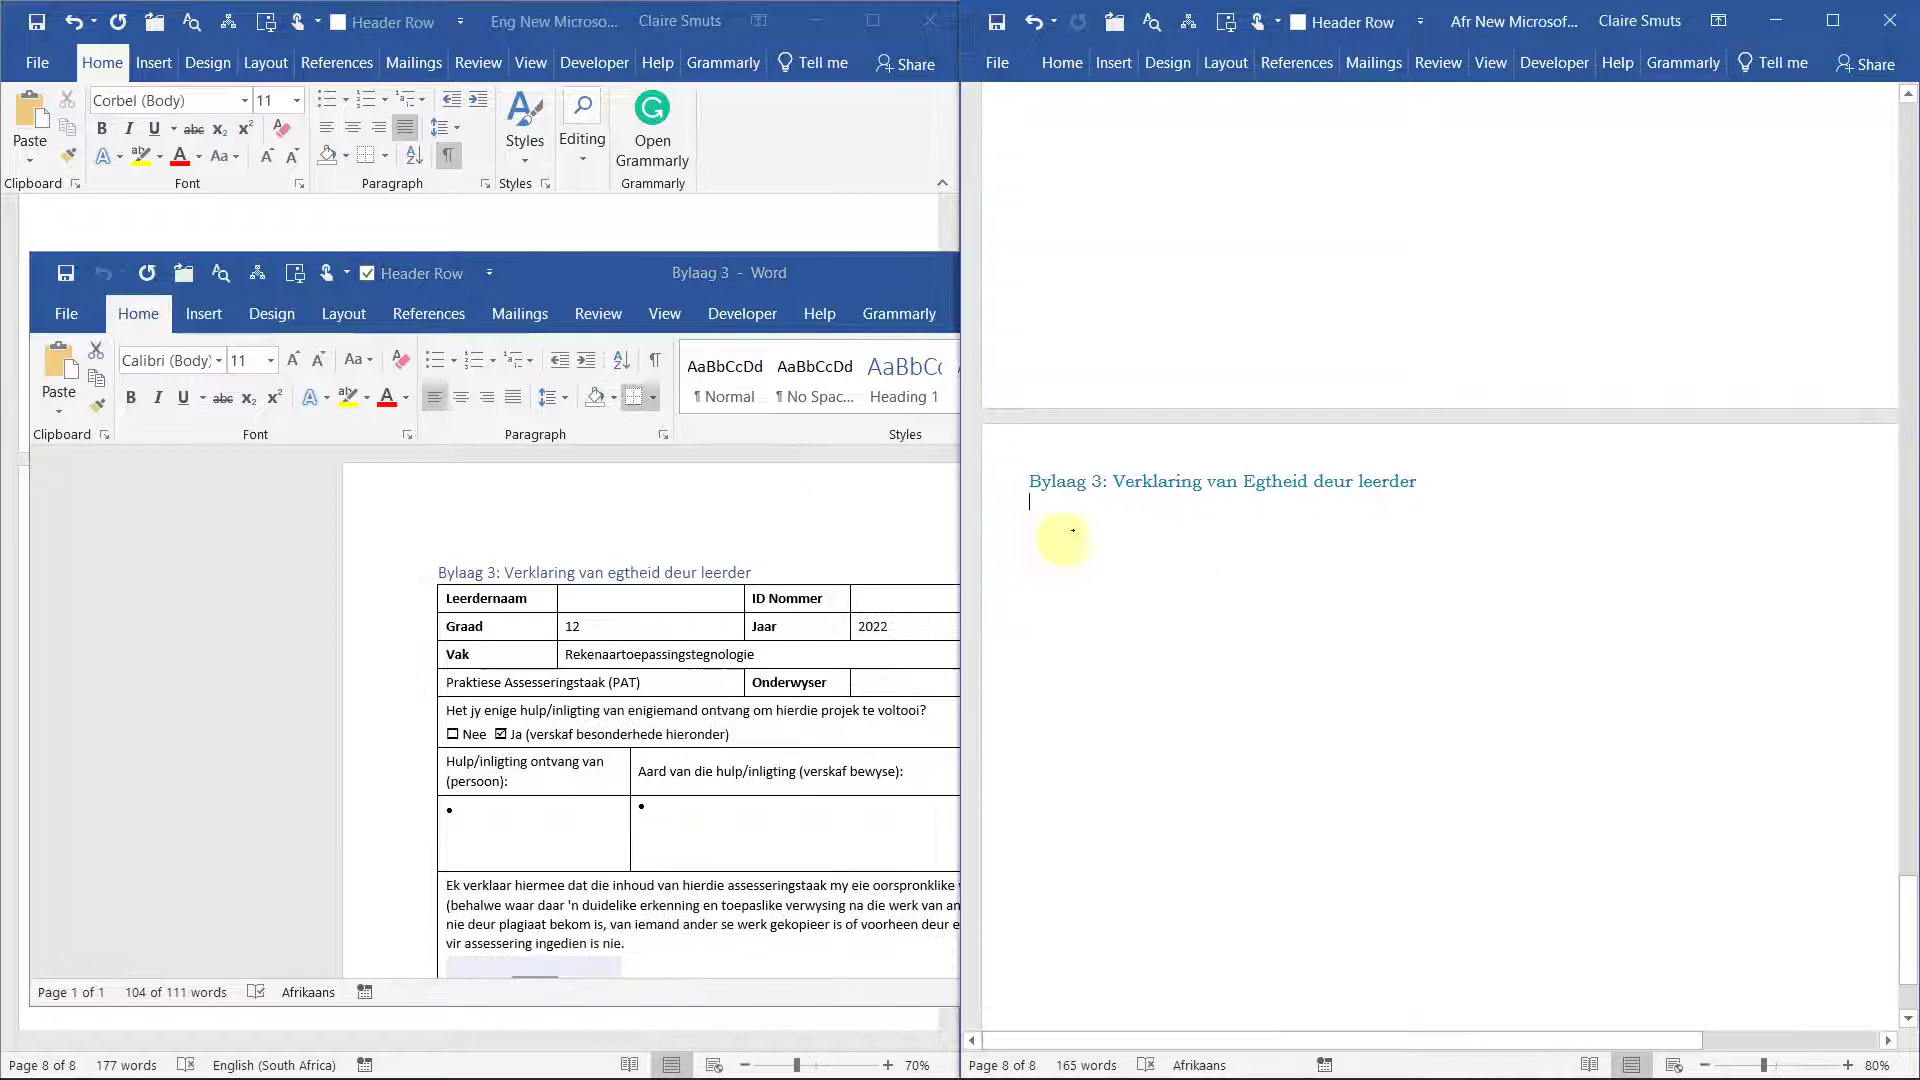 Header Row
Eng New Microso...
Claire Smuts
File
Home
Insert
Design
Layout
References
Mailings
Review
View
Developer
Help
Grammarly
Tell me
Share
Paste
Clipboard
Corbel (Body)
11
Font
Paragraph
Styles
Styles
Editing
Open
Grammarly
Grammarly
Header Row
Bylaag 3 - Word
File
Home
Insert
Design
Layout
References
Mailings
Review
View
Developer
Help
Grammarly
Paste
Clipboard
Calibri (Body)
11
Font
Paragraph
AaBbCcDd
¶ Normal
AaBbCcDd
¶ No Spac...
AaBbCc
Heading 1
Styles
Bylaag 3: Verklaring van egtheid deur leerder
Leerdernaam
ID Nommer
Graad
12
Jaar
2022
Vak
Rekenaartoepassingstegnologie
Praktiese Assesseringstaak (PAT)
Onderwyser
Het jy enige hulp/inligting van enigiemand ontvang om hierdie projek te voltooi?
☐ Nee ☑ Ja (verskaf besonderhede hieronder)
Hulp/inligting ontvang van
(persoon):
Aard van die hulp/inligting (verskaf bewyse):
Ek verklaar hiermee dat die inhoud van hierdie assesseringstaak my eie oorspronklike
(behalwe waar daar 'n duidelike erkenning en toepaslike verwysing na die werk van an
nie deur plagiaat bekom is, van iemand ander se werk gekopieer is of voorheen deur e
vir assessering ingedien is nie.
Page 1 of 1
104 of 111 words
Afrikaans
Page 8 of 8
177 words
English (South Africa)
70%
Header Row
Afr New Microsof...
Claire Smuts
File
Home
Insert
Design
Layout
References
Mailings
Review
View
Developer
Help
Grammarly
Tell me
Share
Bylaag 3: Verklaring van Egtheid deur leerder
Page 8 of 8
165 words
Afrikaans
80%